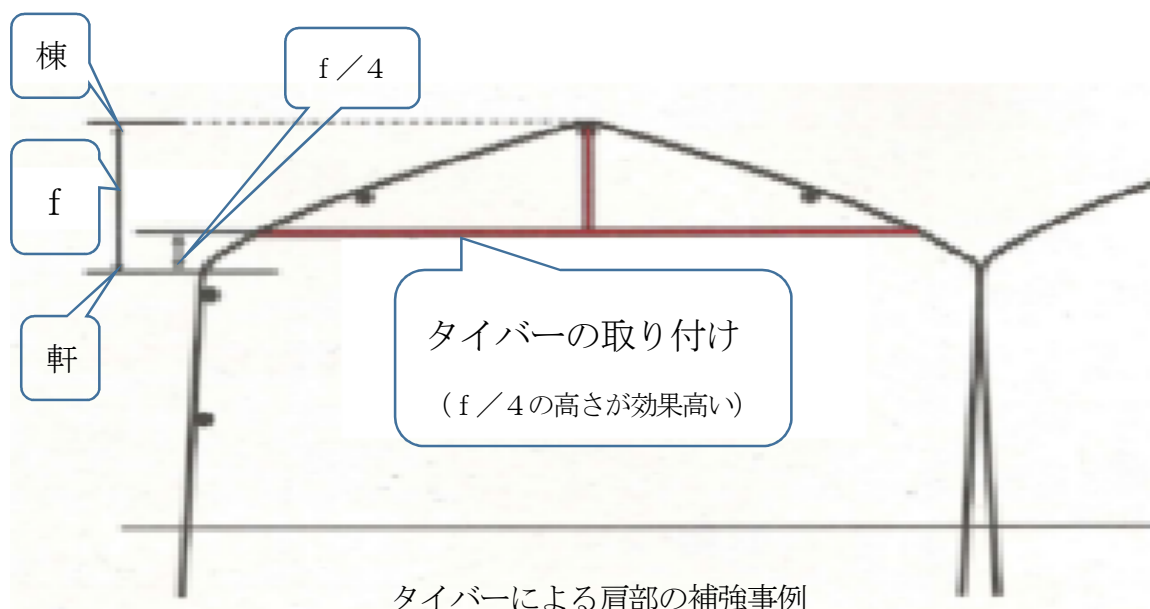 棟
f/4
f
軒
タイバーの取り付け
(f/4の高さが効果高い)
タイバーによる肩部の補強事例